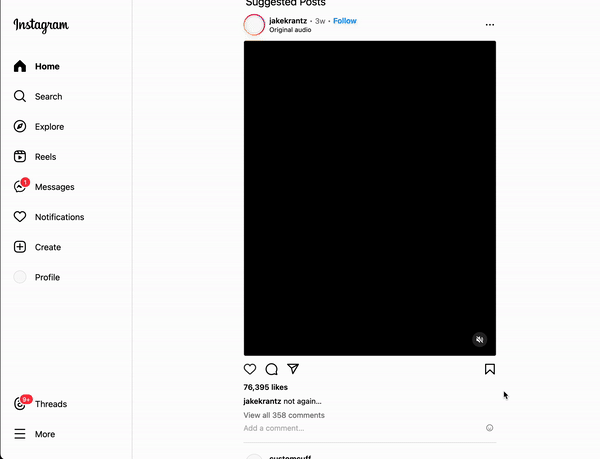 Suggested Posts
Instagram
jakekrantz • 3w • Follow
Original audio
Home
Search
Explore
Reels
1
Messages
Notifications
Create
Profile
76,395 likes
jakekrantz not again...
View all 358 comments
Add a comment...
9+
Threads
More
customcuff